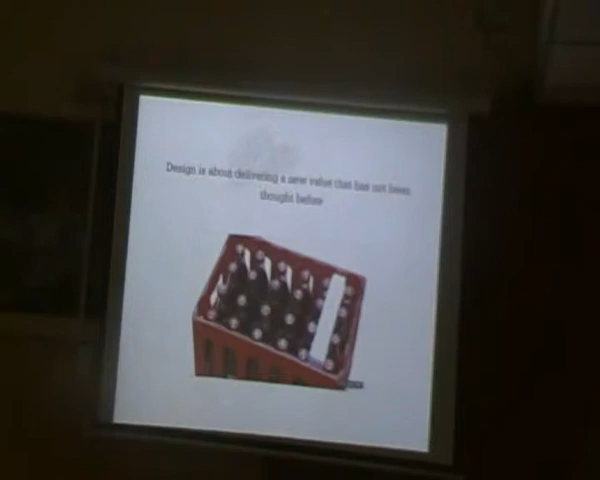 Design is about delivering a new value that has not been
thought before